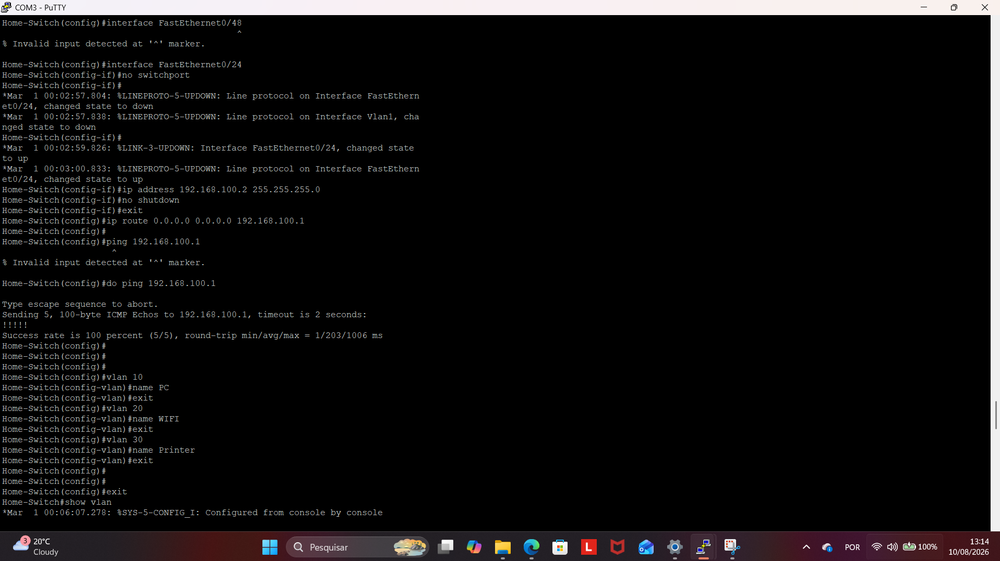 COM3 - PuTTY
Home-Switch(config)#interface FastEthernet0/48
^
% Invalid input detected at '^' marker.
Home-Switch(config)#interface FastEthernet0/24
Home-Switch(config-if)#no switchport
Home-Switch(config-if)#
*Mar  1 00:02:57.804: %LINEPROTO-5-UPDOWN: Line protocol on Interface FastEthern
et0/24, changed state to down
*Mar  1 00:02:57.838: %LINEPROTO-5-UPDOWN: Line protocol on Interface Vlan1, cha
nged state to down
Home-Switch(config-if)#
*Mar  1 00:02:59.826: %LINK-3-UPDOWN: Interface FastEthernet0/24, changed state
to up
*Mar  1 00:03:00.833: %LINEPROTO-5-UPDOWN: Line protocol on Interface FastEthern
et0/24, changed state to up
Home-Switch(config-if)#ip address 192.168.100.2 255.255.255.0
Home-Switch(config-if)#no shutdown
Home-Switch(config-if)#exit
Home-Switch(config)#ip route 0.0.0.0 0.0.0.0 192.168.100.1
Home-Switch(config)#
Home-Switch(config)#ping 192.168.100.1
^
% Invalid input detected at '^' marker.
Home-Switch(config)#do ping 192.168.100.1
Type escape sequence to abort.
Sending 5, 100-byte ICMP Echos to 192.168.100.1, timeout is 2 seconds:
!!!!!
Success rate is 100 percent (5/5), round-trip min/avg/max = 1/203/1006 ms
Home-Switch(config)#
Home-Switch(config)#
Home-Switch(config)#
Home-Switch(config)#vlan 10
Home-Switch(config-vlan)#name PC
Home-Switch(config-vlan)#exit
Home-Switch(config)#vlan 20
Home-Switch(config-vlan)#name WIFI
Home-Switch(config-vlan)#exit
Home-Switch(config)#vlan 30
Home-Switch(config-vlan)#name Printer
Home-Switch(config-vlan)#exit
Home-Switch(config)#
Home-Switch(config)#
Home-Switch(config)#exit
Home-Switch#show vlan
*Mar  1 00:06:07.278: %SYS-5-CONFIG_I: Configured from console by console
3
20°C
Cloudy
Pesquisar
L
POR
100%
13:14
10/08/2026